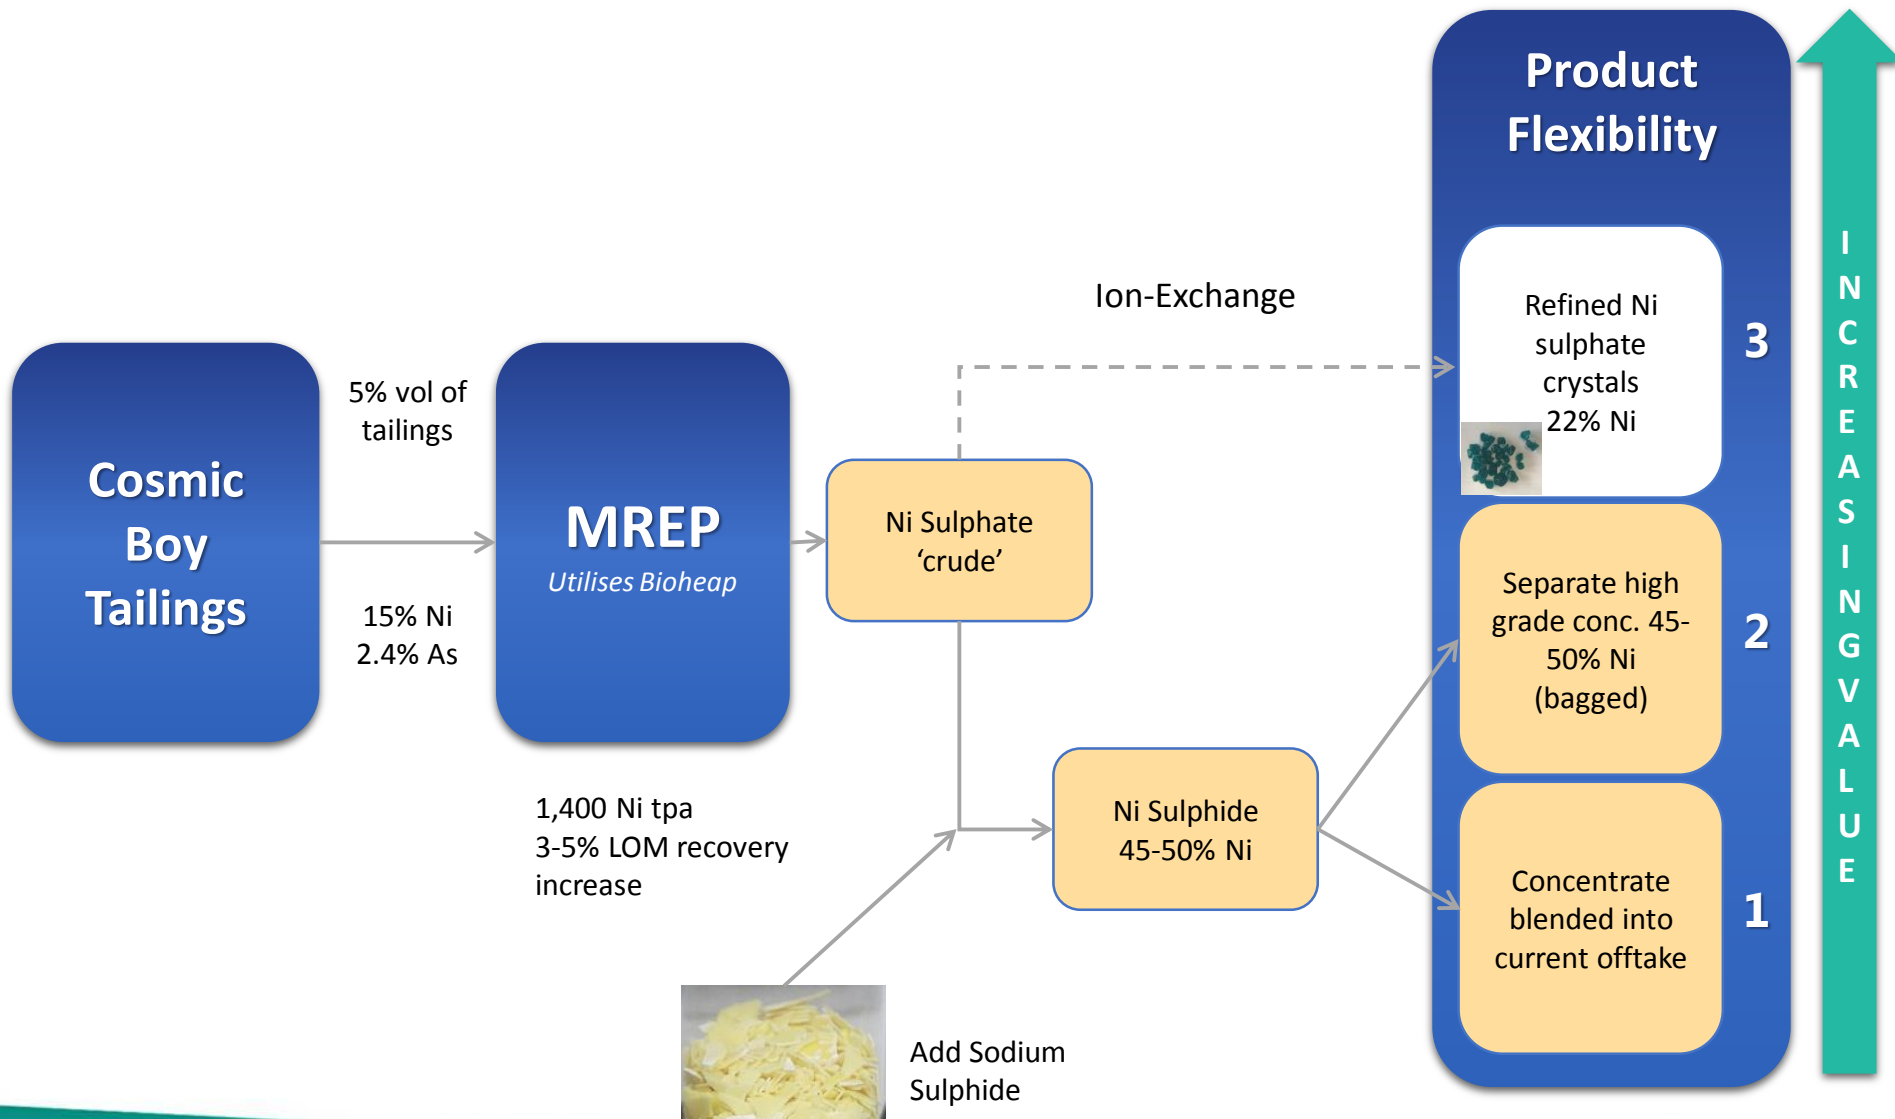 Cosmic
Boy
Tailings
5% vol of
tailings
15% Ni
2.4% As
MREP
Utilises Bioheap
1,400 Ni tpa
3-5% LOM recovery
increase
Ni Sulphate
‘crude’
Ion-Exchange
Add Sodium
Sulphide
Ni Sulphide
45-50% Ni
Product
Flexibility
Refined Ni
sulphate
crystals
22% Ni
3
Separate high
grade conc. 45-
50% Ni
(bagged)
2
Concentrate
blended into
current offtake
1
I
N
C
R
E
A
S
I
N
G
V
A
L
U
E